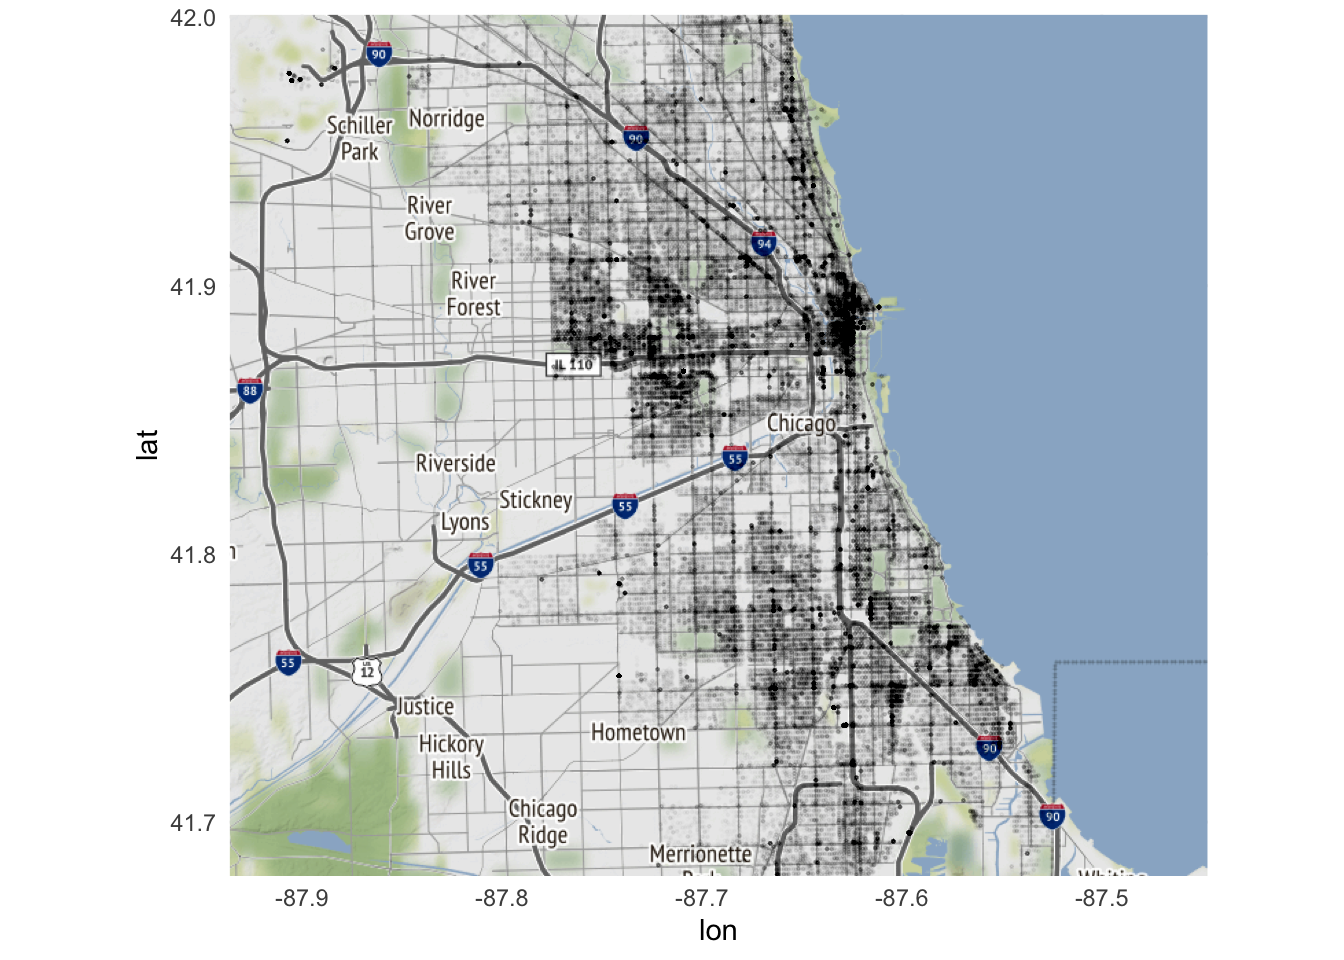 42.0
90
Schiller
Park
Norridge
90
River
Grove
94
41.9
River
Forest
IL 110
88
Chicago
55
Riverside
Stickney
55
Lyons
41.8
55
55
US
12
Justice
Hometown
Hickory
Hills
90
Chicago
Ridge
90
41.7
Merrionette
lat
-87.9
-87.8
-87.7
-87.6
-87.5
lon